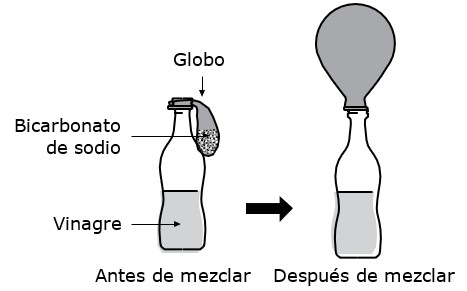 Globo
Bicarbonato
de sodio
Vinagre
Antes de mezclar
Después de mezclar